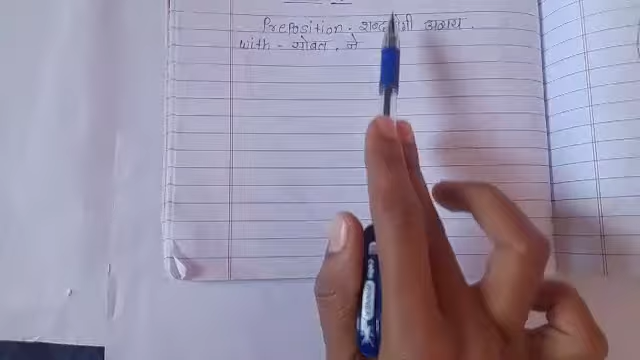 Preposition. शब्दयोगी अव्यय.
with - सोबत, ने